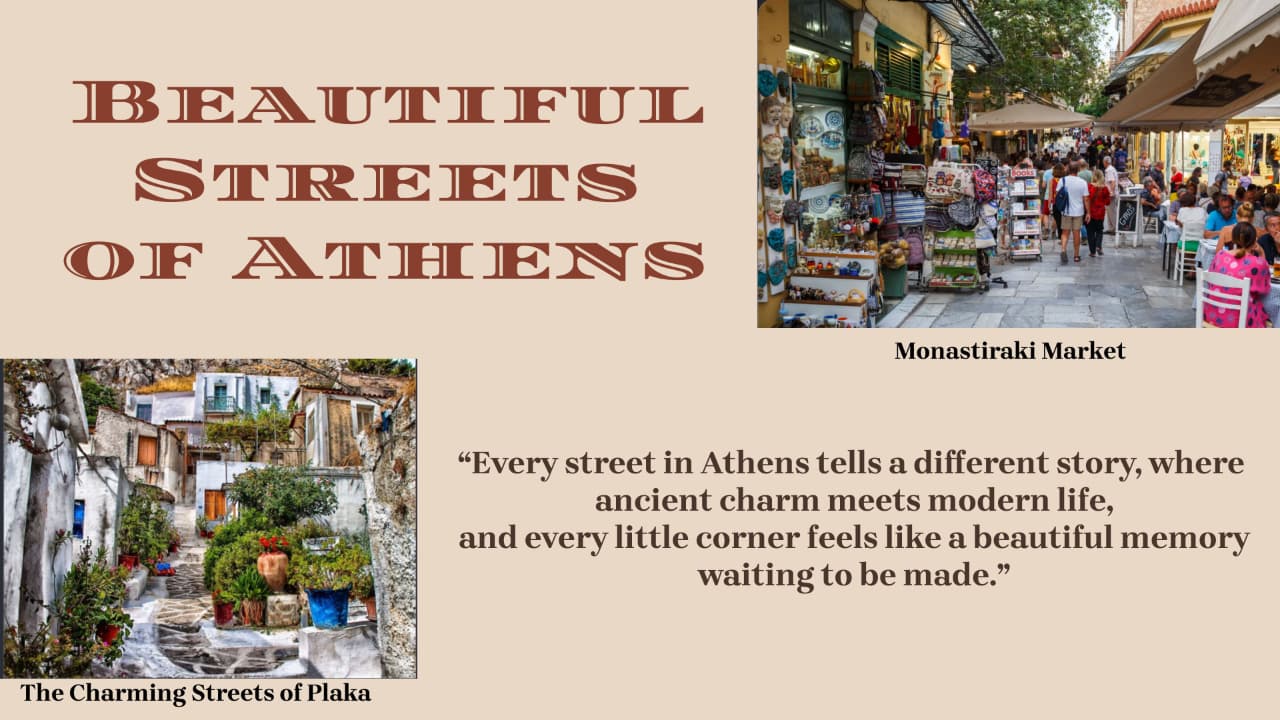 BEAUTIFUL
STREETS
OF ATHENS
Books
Monastiraki Market
“Every street in Athens tells a different story, where
ancient charm meets modern life,
and every little corner feels like a beautiful memory
waiting to be made.”
The Charming Streets of Plaka